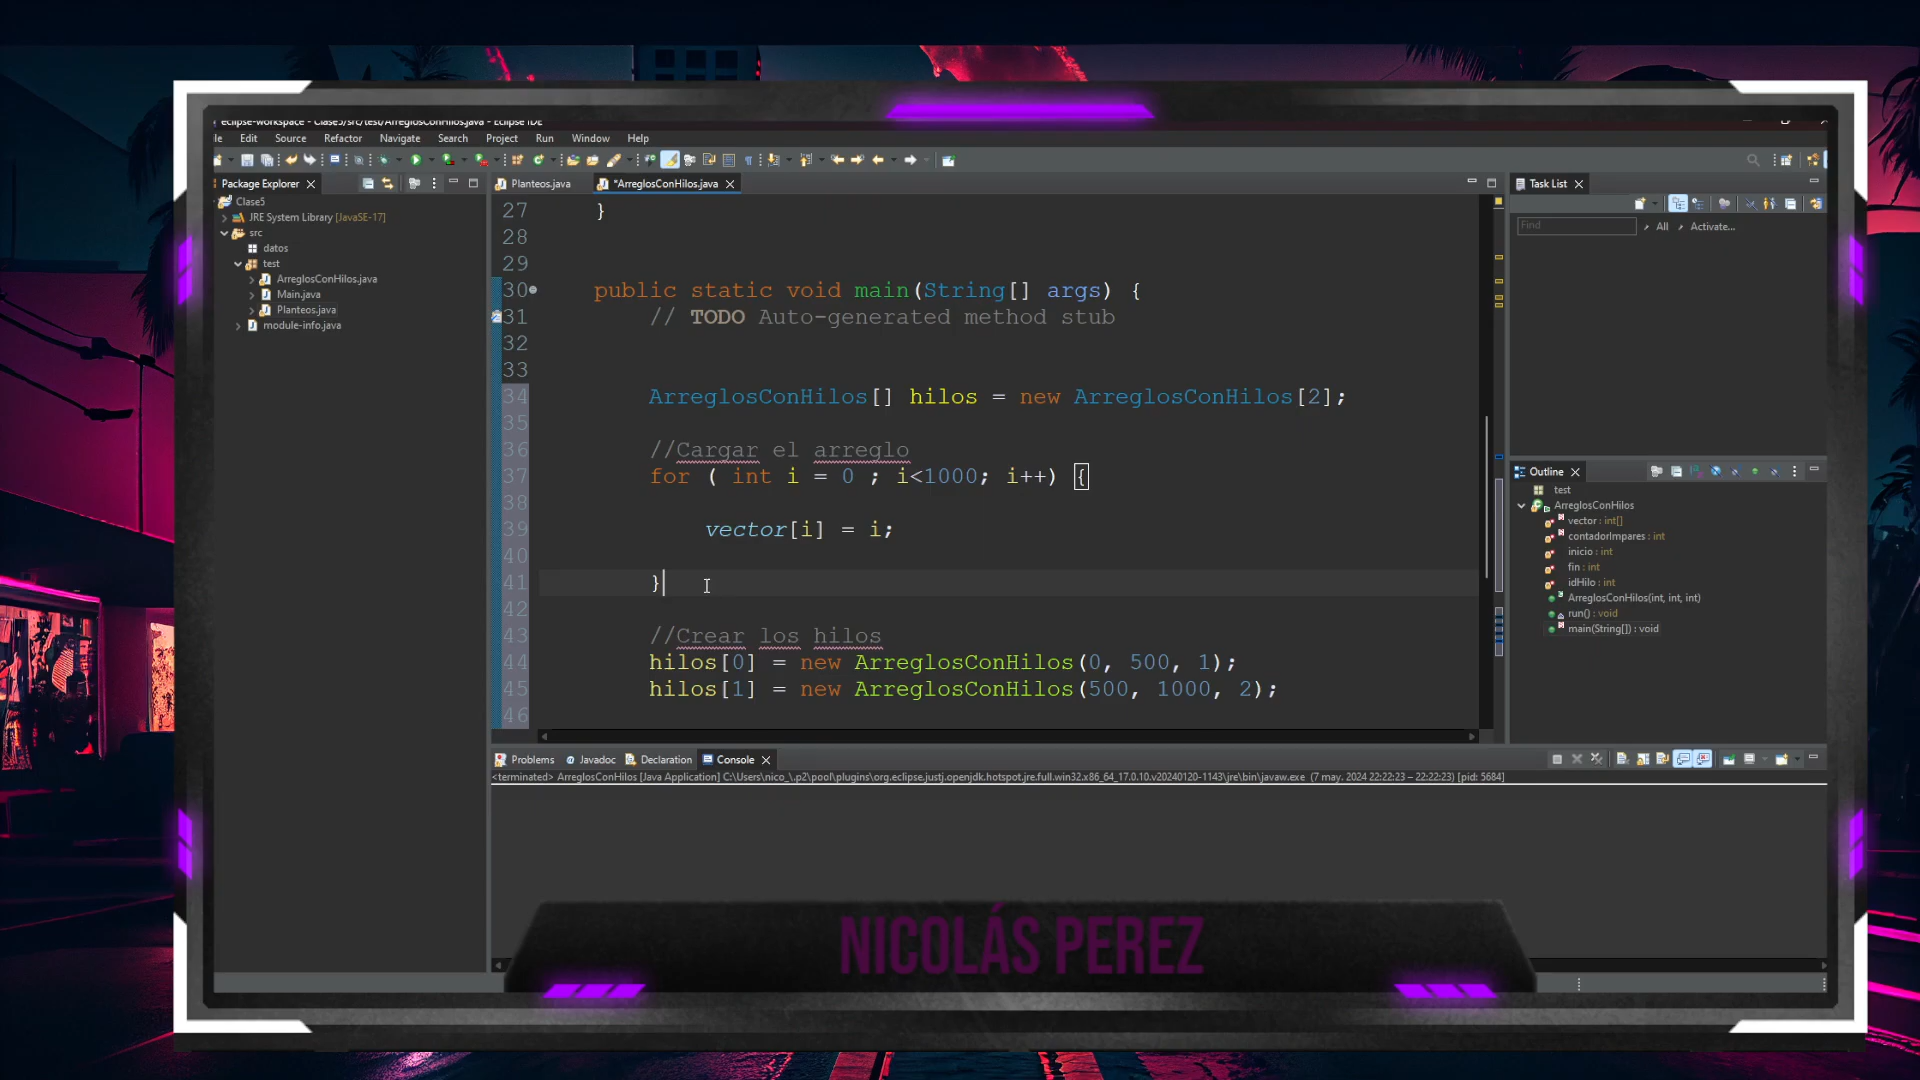 eclipse-workspace - Clase5/src/test/ArreglosConHilos.java - Eclipse IDE
le Edit Source Refactor Navigate Search Project Run Window Help
Package Explorer
Planteos.java
*ArreglosConHilos.java
Task List
Clase5
JRE System Library [JavaSE-17]
src
datos
test
ArreglosConHilos.java
Main.java
Planteos.java
module-info.java
27 }
28
29
30 public static void main(String[] args) {
31 // TODO Auto-generated method stub
32
33
34 ArreglosConHilos[] hilos = new ArreglosConHilos[2];
35
36 //Cargar el arreglo
37 for ( int i = 0 ; i<1000; i++) {
38
39 vector[i] = i;
40
41 }
42
43 //Crear los hilos
44 hilos[0] = new ArreglosConHilos(0, 500, 1);
45 hilos[1] = new ArreglosConHilos(500, 1000, 2);
46
Find
All
Activate...
Outline
test
ArreglosConHilos
vector : int[]
contadorImpares : int
inicio : int
fin : int
idHilo : int
ArreglosConHilos(int, int, int)
run() : void
main(String[]) : void
Problems
Javadoc
Declaration
Console
<terminated> ArreglosConHilos [Java Application] C:\Users\nico_\.p2\pool\plugins\org.eclipse.justj.openjdk.hotspot.jre.full.win32.x86_64_17.0.10.v20240120-1143\jre\bin\javaw.exe (7 may. 2024 22:22:23 – 22:22:23) [pid: 5684]
NICOLÁS PEREZ